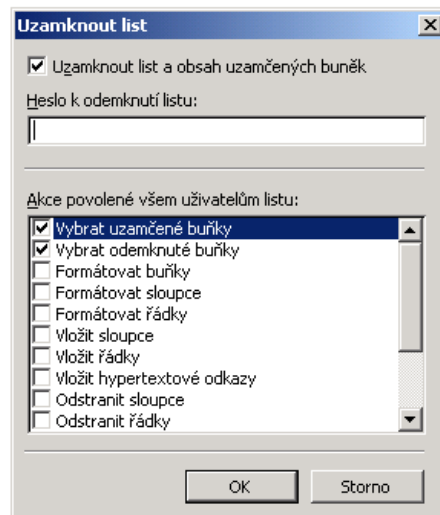 Uzamknout list
Uzamknout list a obsah uzamčených buněk
Heslo k odemknutí listu:
Akce povolené všem uživatelům listu:
Vybrat uzamčené buňky
Vybrat odemknuté buňky
Formátovat buňky
Formátovat sloupce
Formátovat řádky
Vložit sloupce
Vložit řádky
Vložit hypertextové odkazy
Odstranit sloupce
Odstranit řádky
OK Storno